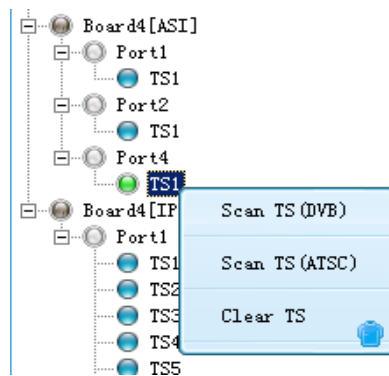 Board4[ASI]
Port1
TS1
Port2
TS1
Port4
TS1
Board4[IP
Port1
TS1
TS2
TS3
TS4
TS5
Scan TS(DVB)
Scan TS(ATSC)
Clear TS